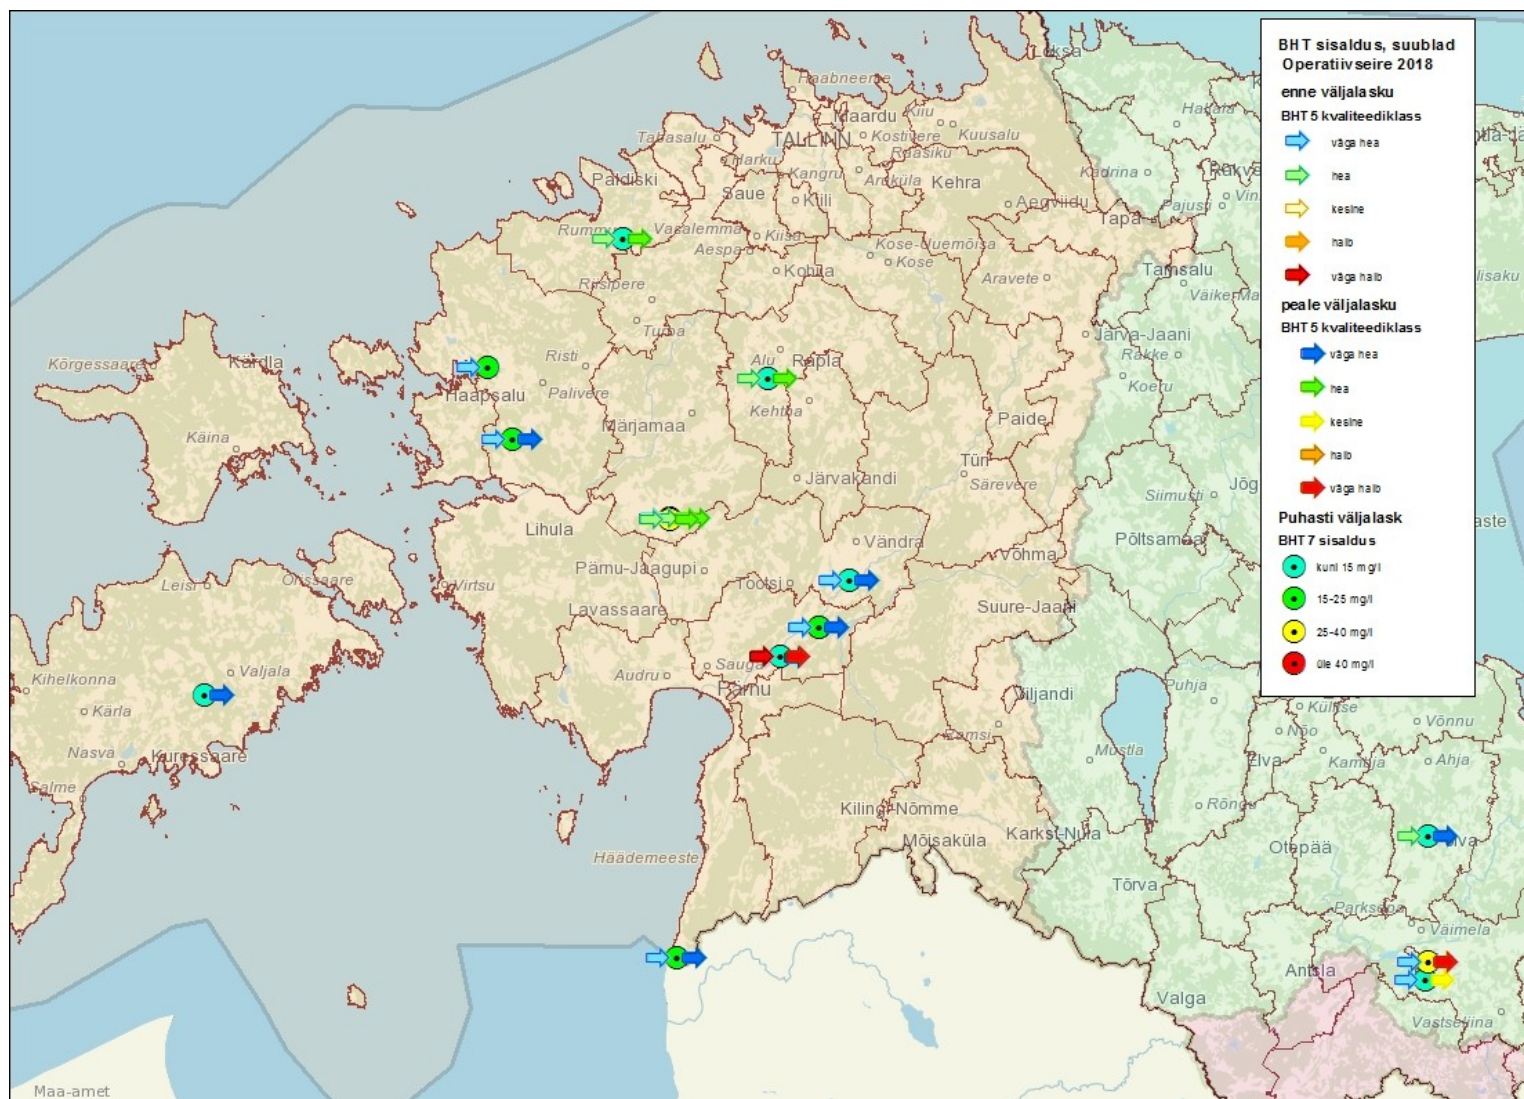 BHT sisaldus, suublad
Operatiivseire 2018
enne väljalasku
BHT 5 kvaliteediklass
väga hea
hea
kesine
halb
väga halb
peale väljalasku
BHT 5 kvaliteediklass
väga hea
hea
kesine
halb
väga halb
Puhasti väljalask
BHT 7 sisaldus
kuni 15 mg/l
15-25 mg/l
25-40 mg/l
üle 40 mg/l
Loksa
Haabneeme
Maardu
Kiiu
Kuusalu
Haljala
Tabasalu
TALLINN
Kostivere
Raasiku
Harku
Kangru
Aruküla
Kehra
Kadrina
Paldiski
Saue
Kiili
Aegviidu
Pajusti
Tapa
Rummu
Vasalemma
Kiisa
Aespa
Kose-Uuemõisa
Kose
Kohila
Aravete
Tamsalu
Riisipere
Turba
Järva-Jaani
Kõrgessaare
Kärdla
Risti
Alu
Rapla
Rakke
Koeru
Haapsalu
Palivere
Kehtna
Märjamaa
Paide
Käina
Türi
Järvakandi
Särevere
Siimusti
Lihula
Vändra
Võhma
Põltsamaa
Leisi
Orissaare
Virtsu
Pärnu-Jaagupi
Tootsi
Lavassaare
Suure-Jaani
Valjala
Sauga
Audru
Pärnu
Kihelkonna
Kärla
Viljandi
Puhja
Külitse
Võnnu
Nõo
Nasva
Kuressaare
Ramsi
Mustla
Elva
Kambja
Ahja
Salme
Kilingi-Nõmme
Mõisaküla
Karksi-Nuia
Rõngu
Otepää
Häädemeeste
Tõrva
Parksepa
Väimela
Antsla
Valga
Vastseliina
Maa-amet